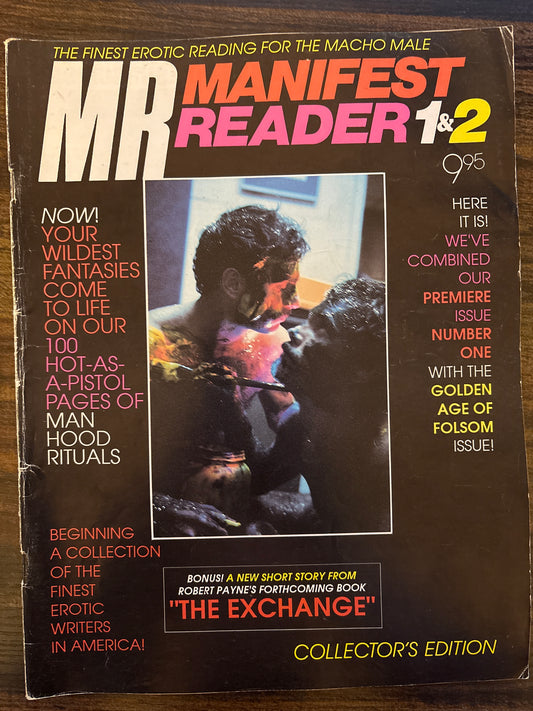 THE FINEST EROTIC READING FOR THE MACHO MALE
MR MANIFEST
READER 1&2
9.95
NOW!
YOUR
WILDEST
FANTASIES
COME
TO LIFE
ON OUR
100
HOT-AS-
A-PISTOL
PAGES OF
MAN
HOOD
RITUALS
HERE
IT IS!
WE'VE
COMBINED
OUR
PREMIERE
ISSUE
NUMBER
ONE
WITH THE
GOLDEN
AGE OF
FOLSOM
ISSUE!
BEGINNING
A COLLECTION
OF THE
FINEST
EROTIC
WRITERS
IN AMERICA!
BONUS! A NEW SHORT STORY FROM
ROBERT PAYNE'S FORTHCOMING BOOK
"THE EXCHANGE"
COLLECTOR'S EDITION